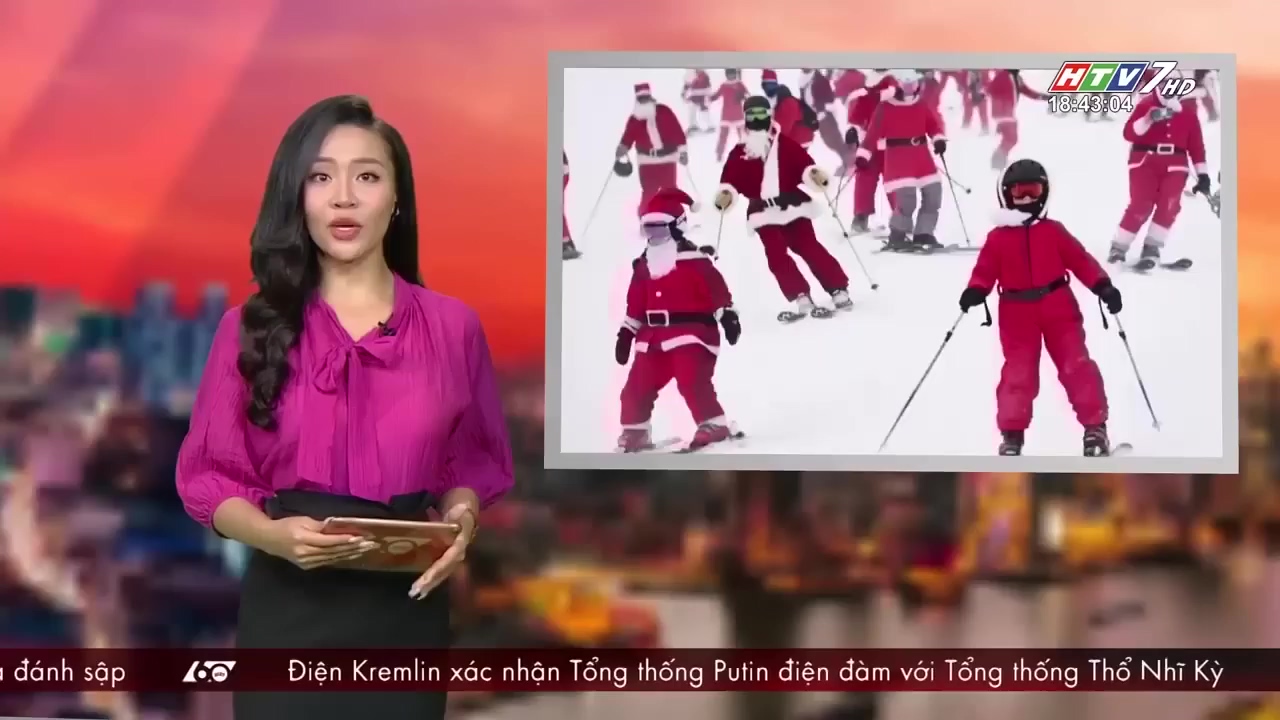 HTV7 HD
18:43:04
đánh sập
60 Điện Kremlin xác nhận Tổng thống Putin điện đàm với Tổng thống Thổ Nhĩ Kỳ